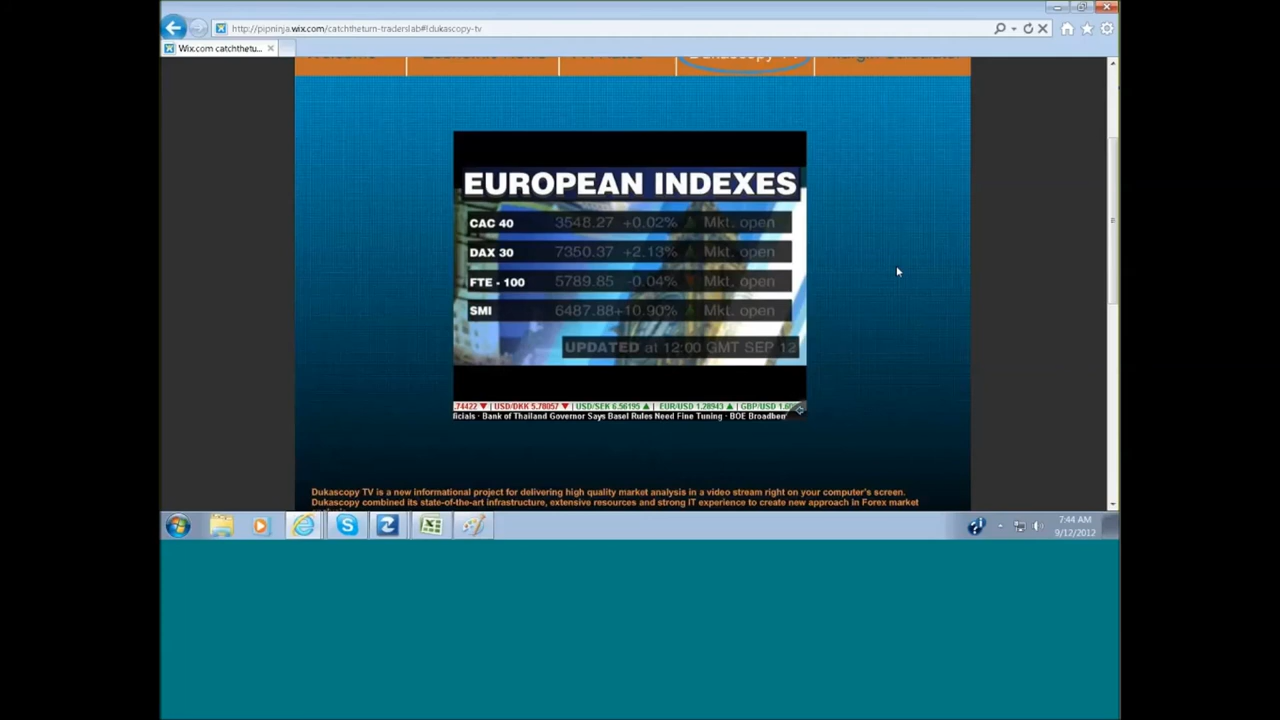 http://pipninja.wix.com/catchtheturn-traderslab#!dukascopy-tv
Wix.com catchthetu...
Dukascopy TV
Margin Calculator
EUROPEAN INDEXES
CAC 40 3548.27 +0.02% ▲ Mkt. open
DAX 30 7350.37 +2.13% ▲ Mkt. open
FTE - 100 5789.85 -0.04% ▼ Mkt. open
SMI 6487.88+10.90% ▲ Mkt. open
UPDATED at 12:00 GMT SEP 12
.74422 ▼ | USD/DKK 5.78057 ▼ | USD/SEK 6.56195 ▲ | EUR/USD 1.28943 ▲ | GBP/USD
ficials - Bank of Thailand Governor Says Basel Rules Need Fine Tuning - BOE Broadben
Dukascopy TV is a new informational project for delivering high quality market analysis in a video stream right on your computer's screen.
Dukascopy combined its state-of-the-art infrastructure, extensive resources and strong IT experience to create new approach in Forex market
7:44 AM
9/12/2012